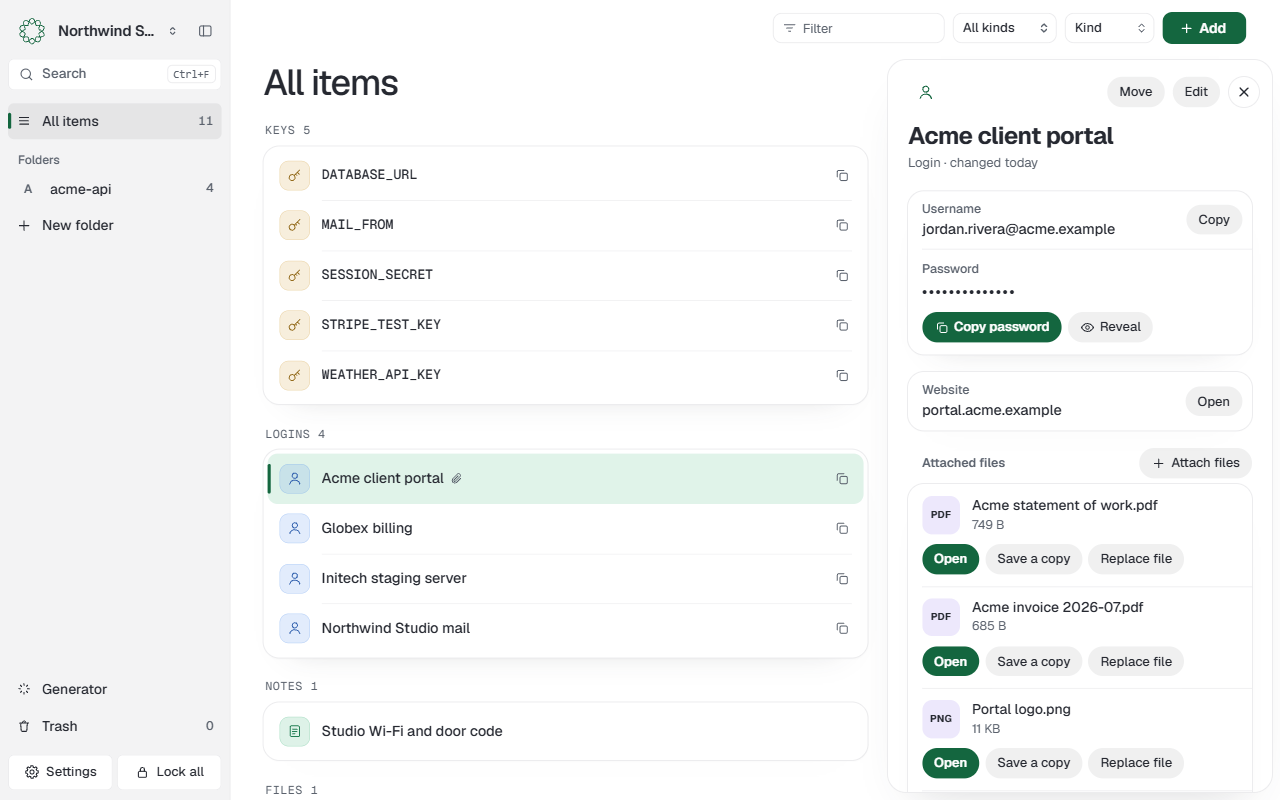 Northwind S...
Search
Ctrl+F
All items
11
Folders
A
acme-api
4
New folder
Generator
Trash
0
Settings
Lock all
Filter
All kinds
Kind
Add
All items
KEYS 5
DATABASE_URL
MAIL_FROM
SESSION_SECRET
STRIPE_TEST_KEY
WEATHER_API_KEY
LOGINS 4
Acme client portal
Globex billing
Initech staging server
Northwind Studio mail
NOTES 1
Studio Wi-Fi and door code
FILES 1
Move
Edit
Acme client portal
Login · changed today
Username
jordan.rivera@acme.example
Copy
Password
••••••••••••••
Copy password
Reveal
Website
portal.acme.example
Open
Attached files
Attach files
PDF
Acme statement of work.pdf
749 B
Open
Save a copy
Replace file
PDF
Acme invoice 2026-07.pdf
685 B
Open
Save a copy
Replace file
PNG
Portal logo.png
11 KB
Open
Save a copy
Replace file